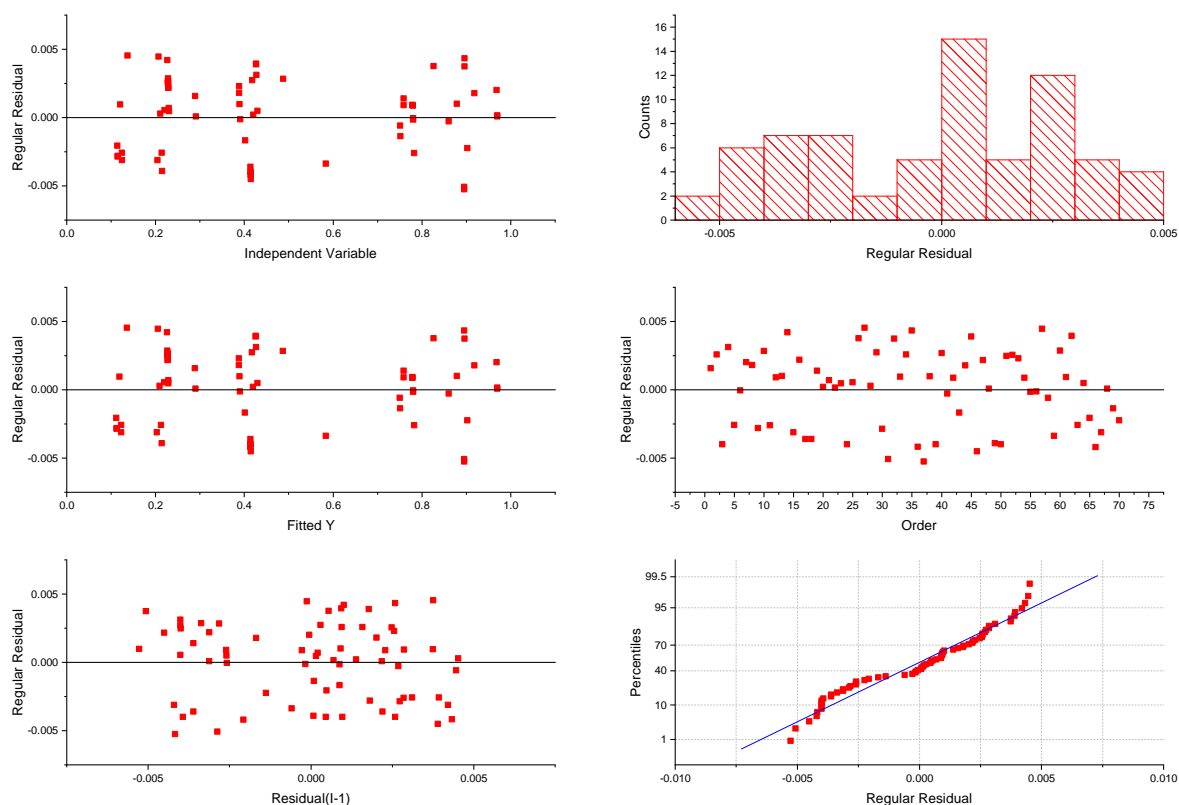 Regular Residual
0.005
0.000
-0.005
0.0 0.2 0.4 0.6 0.8 1.0
Independent Variable
Counts
16
14
12
10
8
6
4
2
0
-0.005 0.000 0.005
Regular Residual
Regular Residual
0.005
0.000
-0.005
0.0 0.2 0.4 0.6 0.8 1.0
Fitted Y
Regular Residual
0.005
0.000
-0.005
-5 0 5 10 15 20 25 30 35 40 45 50 55 60 65 70 75
Order
Regular Residual
0.005
0.000
-0.005
-0.005 0.000 0.005
Residual(I-1)
Percentiles
99.5
95
70
40
10
1
-0.010 -0.005 0.000 0.005 0.010
Regular Residual